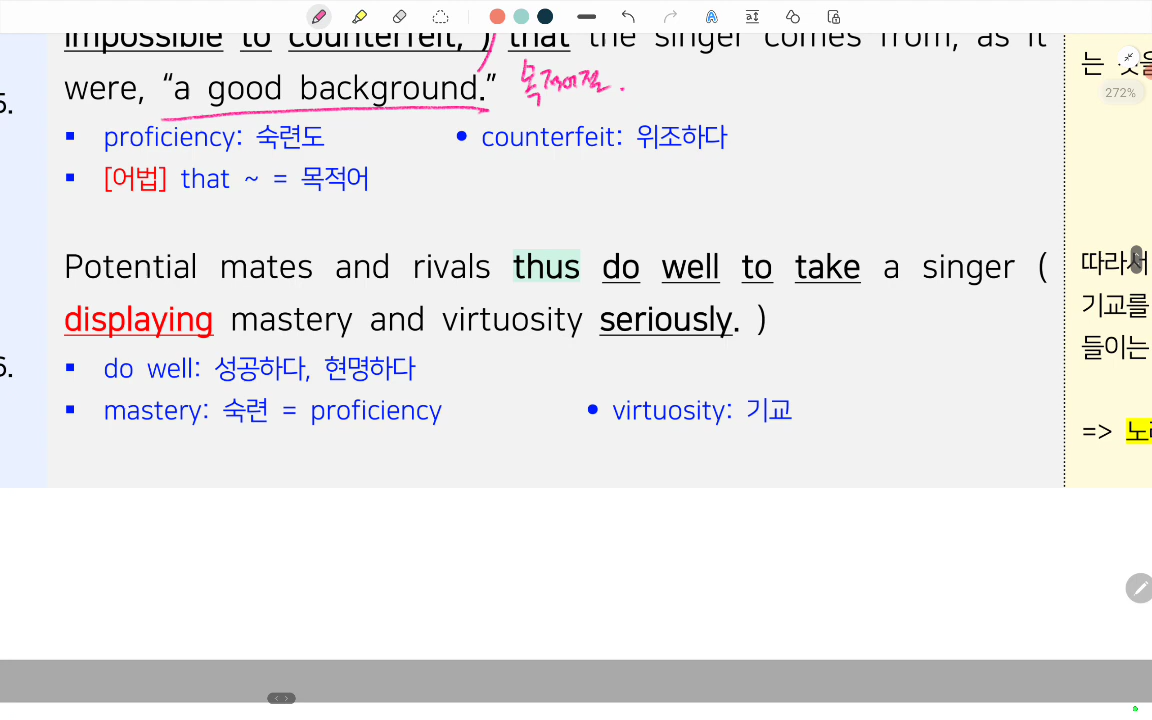 impossible to counterfeit, ) that the singer comes from, as it
는 것을
272%
were, “a good background.” 목적어절.
5.
▪ proficiency: 숙련도 • counterfeit: 위조하다
▪ [어법] that ~ = 목적어
Potential mates and rivals thus do well to take a singer (
따라서
displaying mastery and virtuosity seriously. )
기교를
들이는
6.
▪ do well: 성공하다, 현명하다
▪ mastery: 숙련 = proficiency • virtuosity: 기교
=>